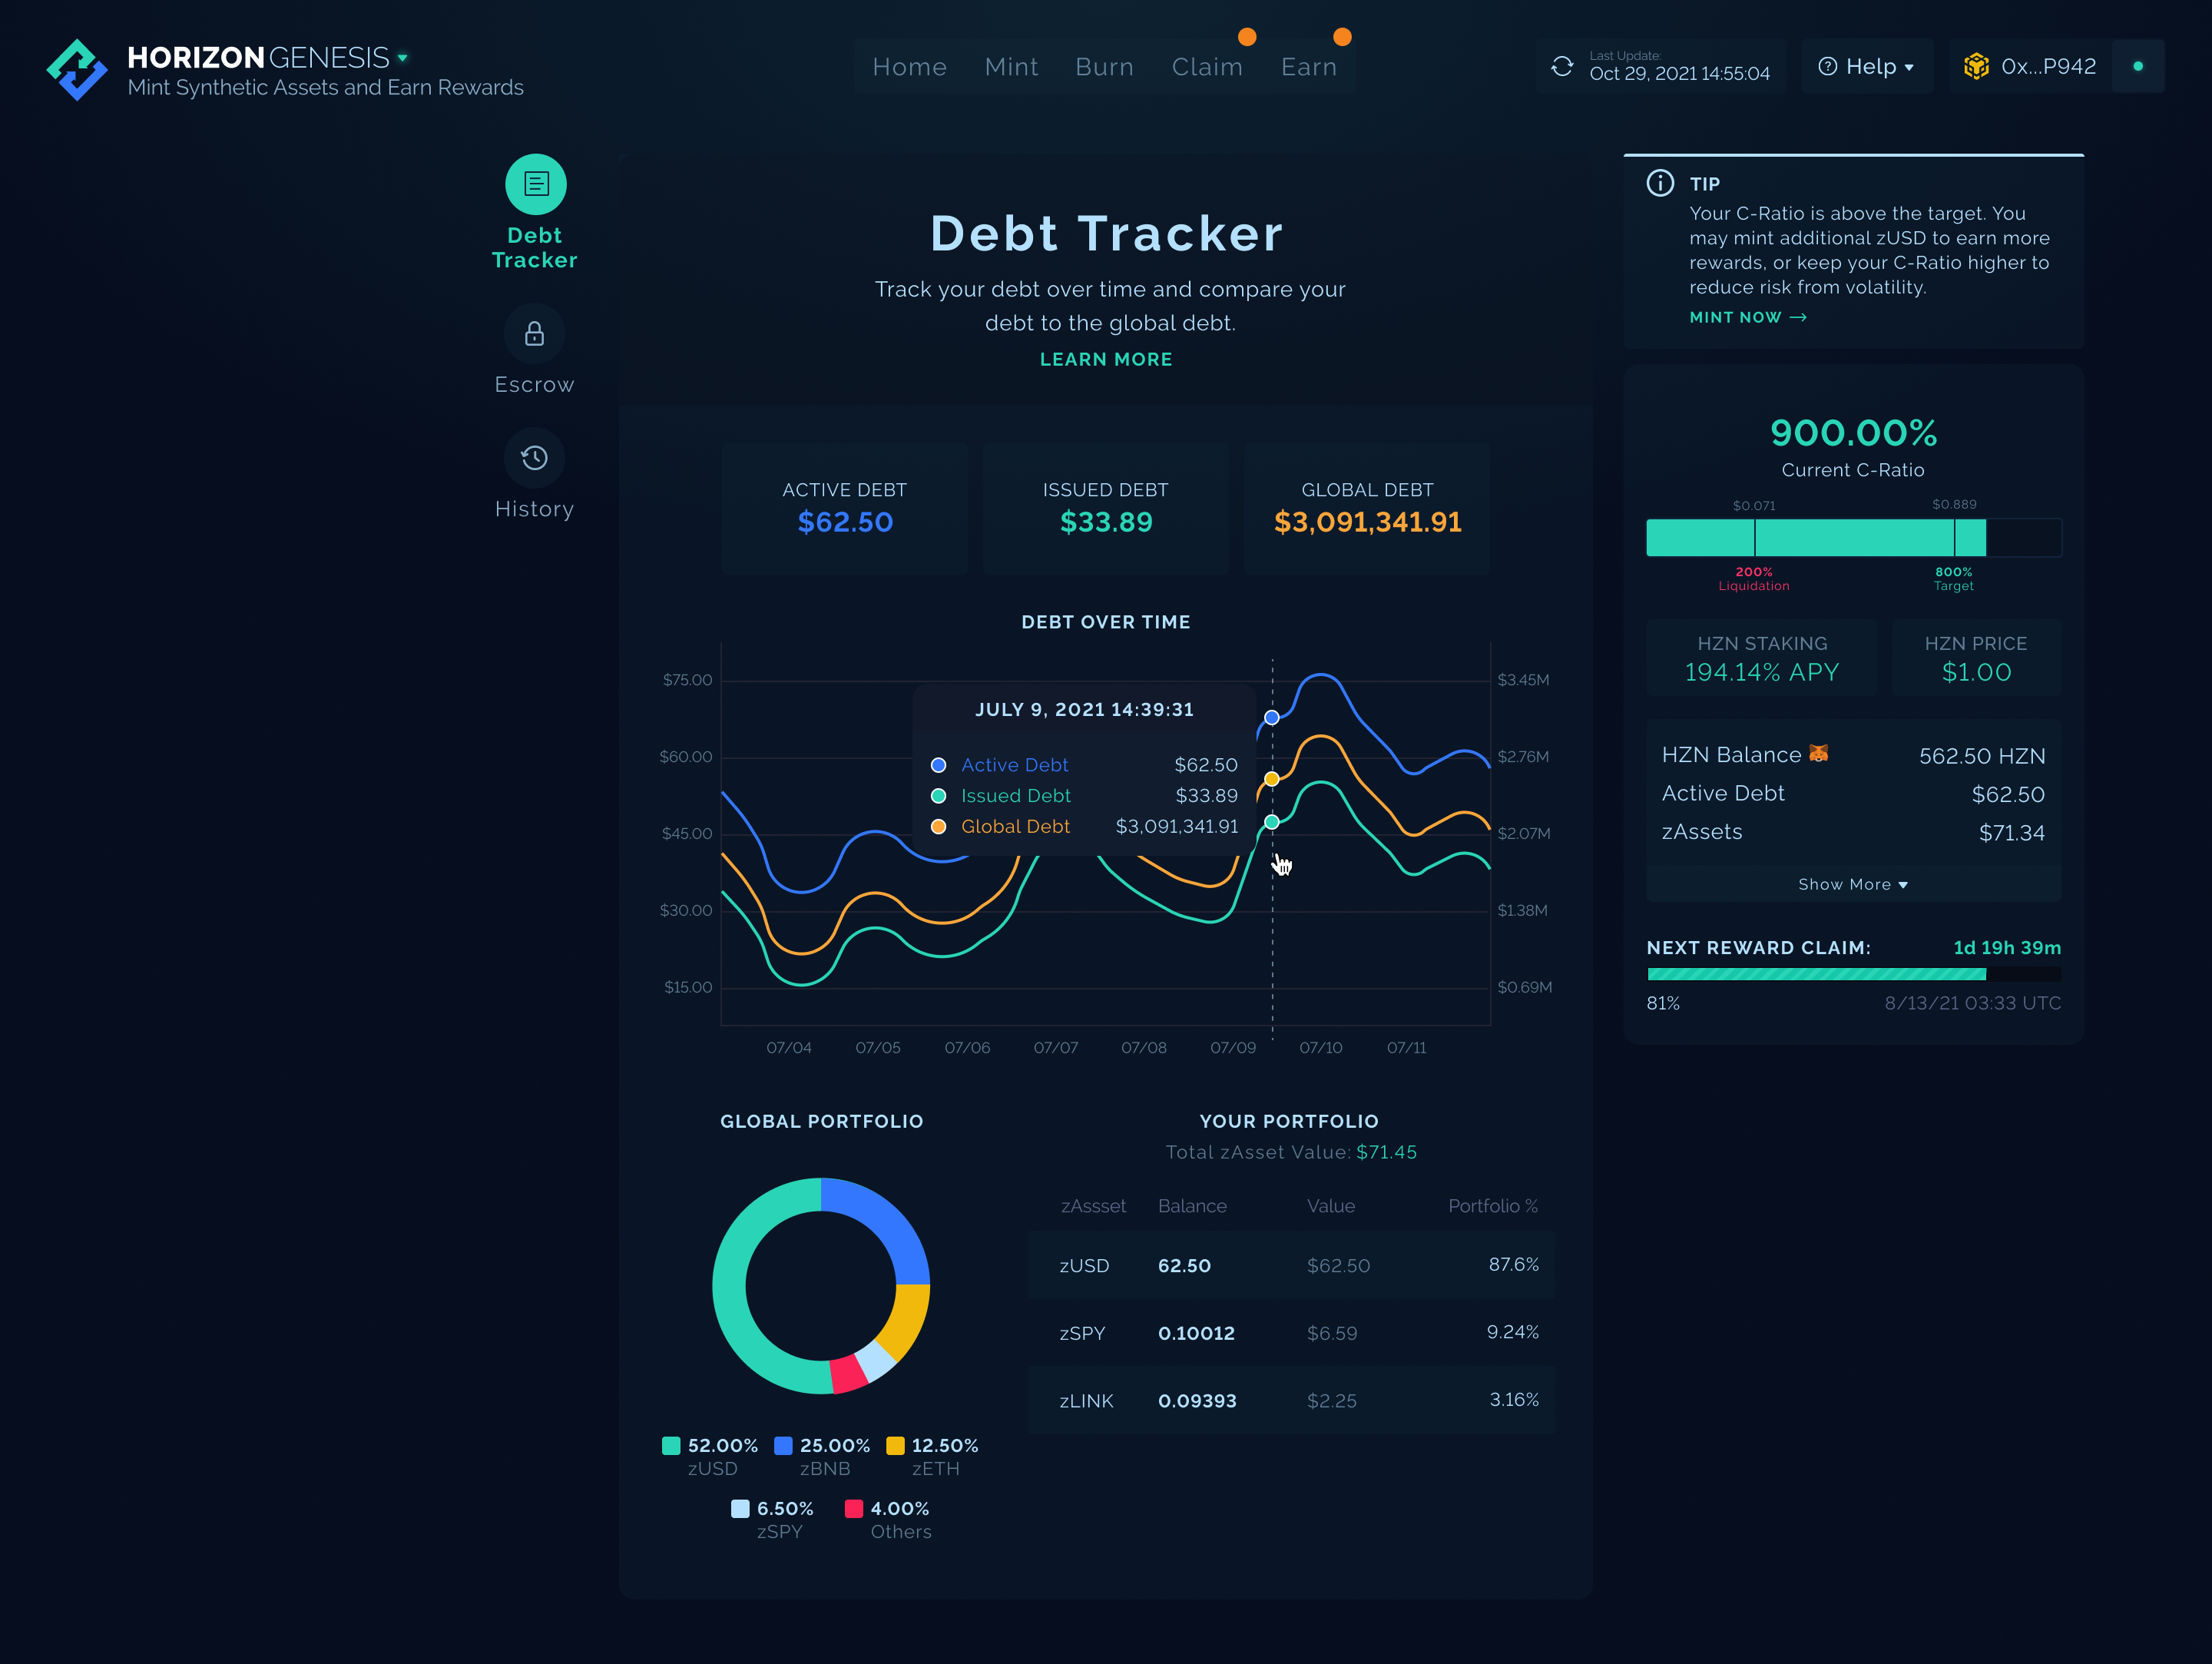 HORIZON GENESIS
Mint Synthetic Assets and Earn Rewards
Home Mint Burn Claim Earn
Last Update:
Oct 29, 2021 14:55:04
Help
0x...P942
Debt
Tracker
Escrow
History
Debt Tracker
Track your debt over time and compare your
debt to the global debt.
LEARN MORE
ACTIVE DEBT
$62.50
ISSUED DEBT
$33.89
GLOBAL DEBT
$3,091,341.91
DEBT OVER TIME
$75.00
$60.00
$45.00
$30.00
$15.00
$3.45M
$2.76M
$2.07M
$1.38M
$0.69M
JULY 9, 2021 14:39:31
Active Debt $62.50
Issued Debt $33.89
Global Debt $3,091,341.91
07/04 07/05 07/06 07/07 07/08 07/09 07/10 07/11
GLOBAL PORTFOLIO
52.00% 25.00% 12.50%
zUSD zBNB zETH
6.50% 4.00%
zSPY Others
YOUR PORTFOLIO
Total zAsset Value: $71.45
zAssset Balance Value Portfolio %
zUSD 62.50 $62.50 87.6%
zSPY 0.10012 $6.59 9.24%
zLINK 0.09393 $2.25 3.16%
TIP
Your C-Ratio is above the target. You
may mint additional zUSD to earn more
rewards, or keep your C-Ratio higher to
reduce risk from volatility.
MINT NOW →
900.00%
Current C-Ratio
$0.071 $0.889
200% 800%
Liquidation Target
HZN STAKING
194.14% APY
HZN PRICE
$1.00
HZN Balance 562.50 HZN
Active Debt $62.50
zAssets $71.34
Show More
NEXT REWARD CLAIM: 1d 19h 39m
81% 8/13/21 03:33 UTC